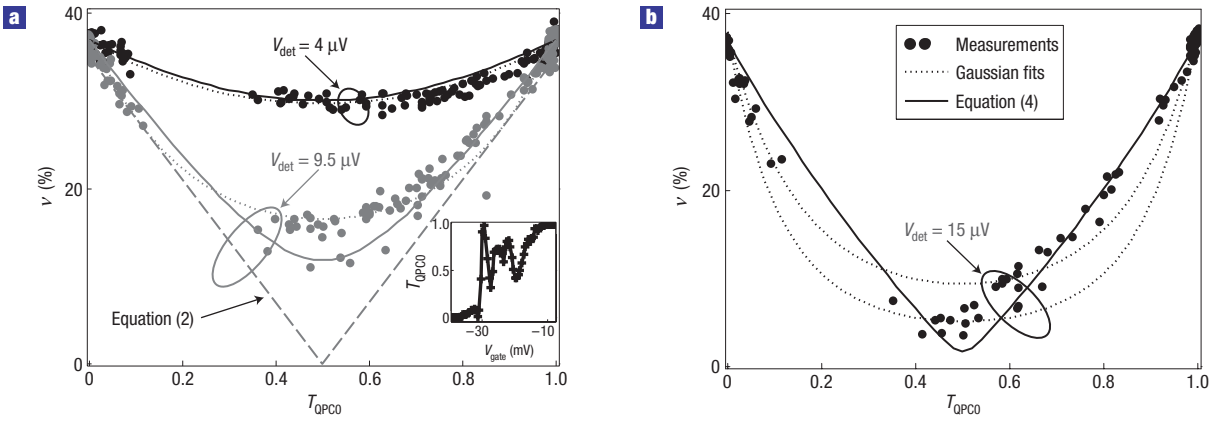 a
40
20
0
ν (%)
V_det = 4 μV
V_det = 9.5 μV
Equation (2)
1.0
0.5
0
T_QPC0
−30
−10
V_gate (mV)
0
0.2
0.4
0.6
0.8
1.0
T_QPC0
b
40
20
0
ν (%)
Measurements
Gaussian fits
Equation (4)
V_det = 15 μV
0
0.2
0.4
0.6
0.8
1.0
T_QPC0